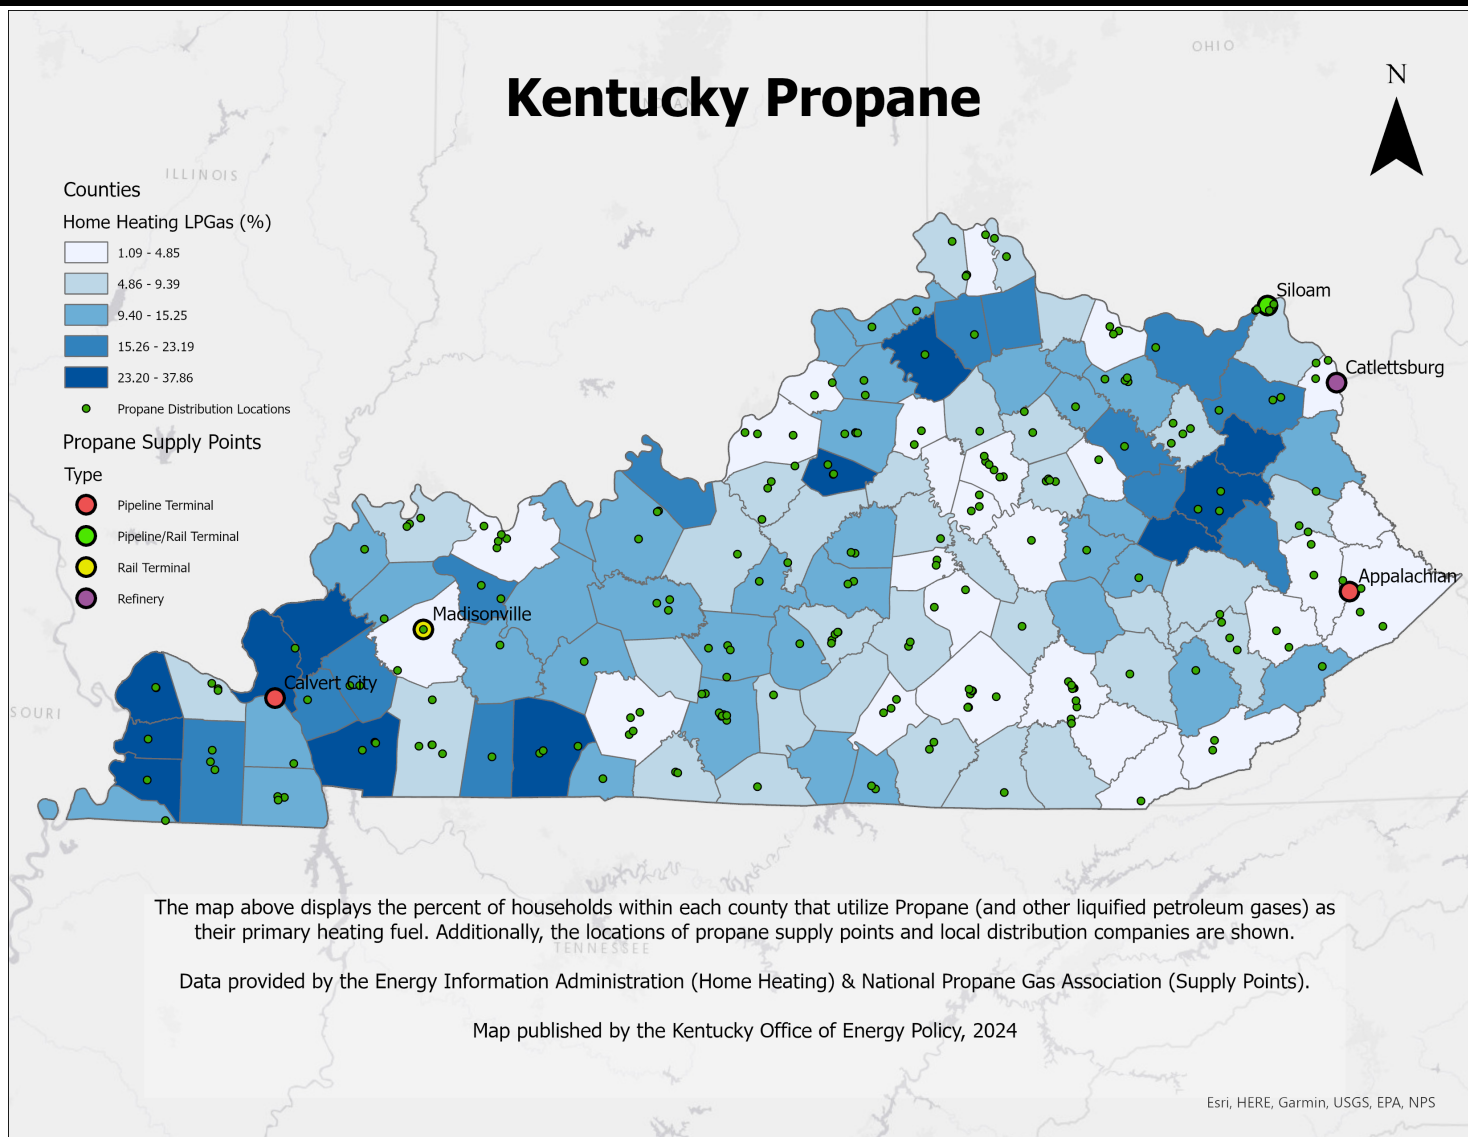 OHIO
N
Kentucky Propane
ILLINOIS
Counties
Home Heating LPGas (%)
1.09 - 4.85
4.86 - 9.39
9.40 - 15.25
15.26 - 23.19
23.20 - 37.86
Propane Distribution Locations
Propane Supply Points
Type
Pipeline Terminal
Pipeline/Rail Terminal
Rail Terminal
Refinery
Siloam
Catlettsburg
Appalachian
Madisonville
Calvert City
SOURI
The map above displays the percent of households within each county that utilize Propane (and other liquified petroleum gases) as
their primary heating fuel. Additionally, the locations of propane supply points and local distribution companies are shown.
TENNESSEE
Data provided by the Energy Information Administration (Home Heating) & National Propane Gas Association (Supply Points).
Map published by the Kentucky Office of Energy Policy, 2024
Esri, HERE, Garmin, USGS, EPA, NPS